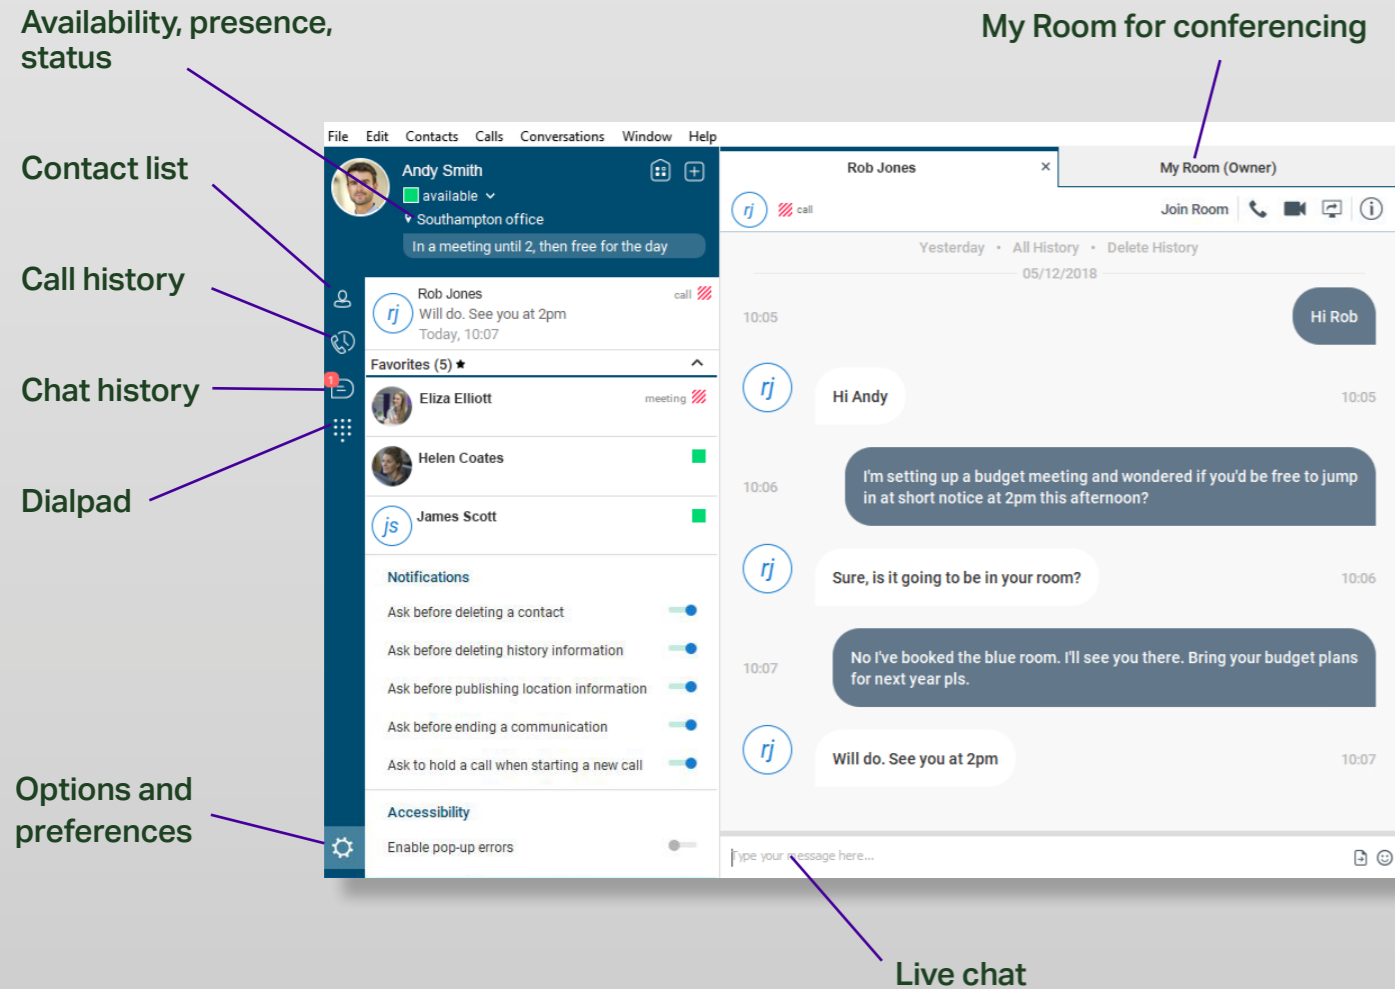 Availability, presence,
status
My Room for conferencing
Contact list
Call history
Chat history
Dialpad
Options and
preferences
Live chat
File Edit Contacts Calls Conversations Window Help
Andy Smith
available
Southampton office
In a meeting until 2, then free for the day
1
rj
Rob Jones
call
Will do. See you at 2pm
Today, 10:07
Favorites (5)
Eliza Elliott
meeting
Helen Coates
js
James Scott
Notifications
Ask before deleting a contact
Ask before deleting history information
Ask before publishing location information
Ask before ending a communication
Ask to hold a call when starting a new call
Accessibility
Enable pop-up errors
Rob Jones × My Room (Owner)
rj call Join Room
Yesterday • All History • Delete History
05/12/2018
10:05 Hi Rob
rj Hi Andy 10:05
I'm setting up a budget meeting and wondered if you'd be free to jump
10:06 in at short notice at 2pm this afternoon?
rj Sure, is it going to be in your room? 10:06
No I've booked the blue room. I'll see you there. Bring your budget plans
10:07 for next year pls.
rj Will do. See you at 2pm 10:07
Type your message here...